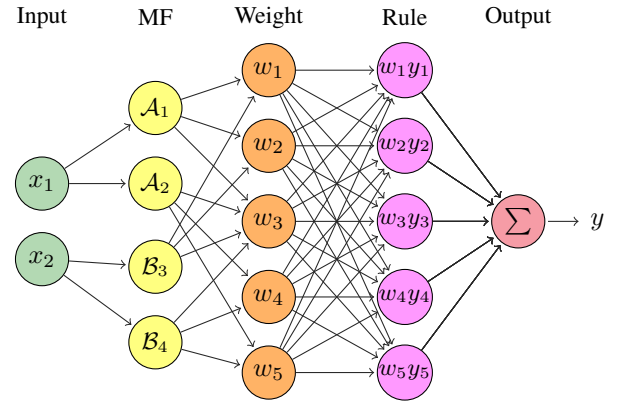 Input MF Weight Rule Output
x₁
x₂
𝒜₁
𝒜₂
ℬ₃
ℬ₄
w₁
w₂
w₃
w₄
w₅
w₁y₁
w₂y₂
w₃y₃
w₄y₄
w₅y₅
∑
y